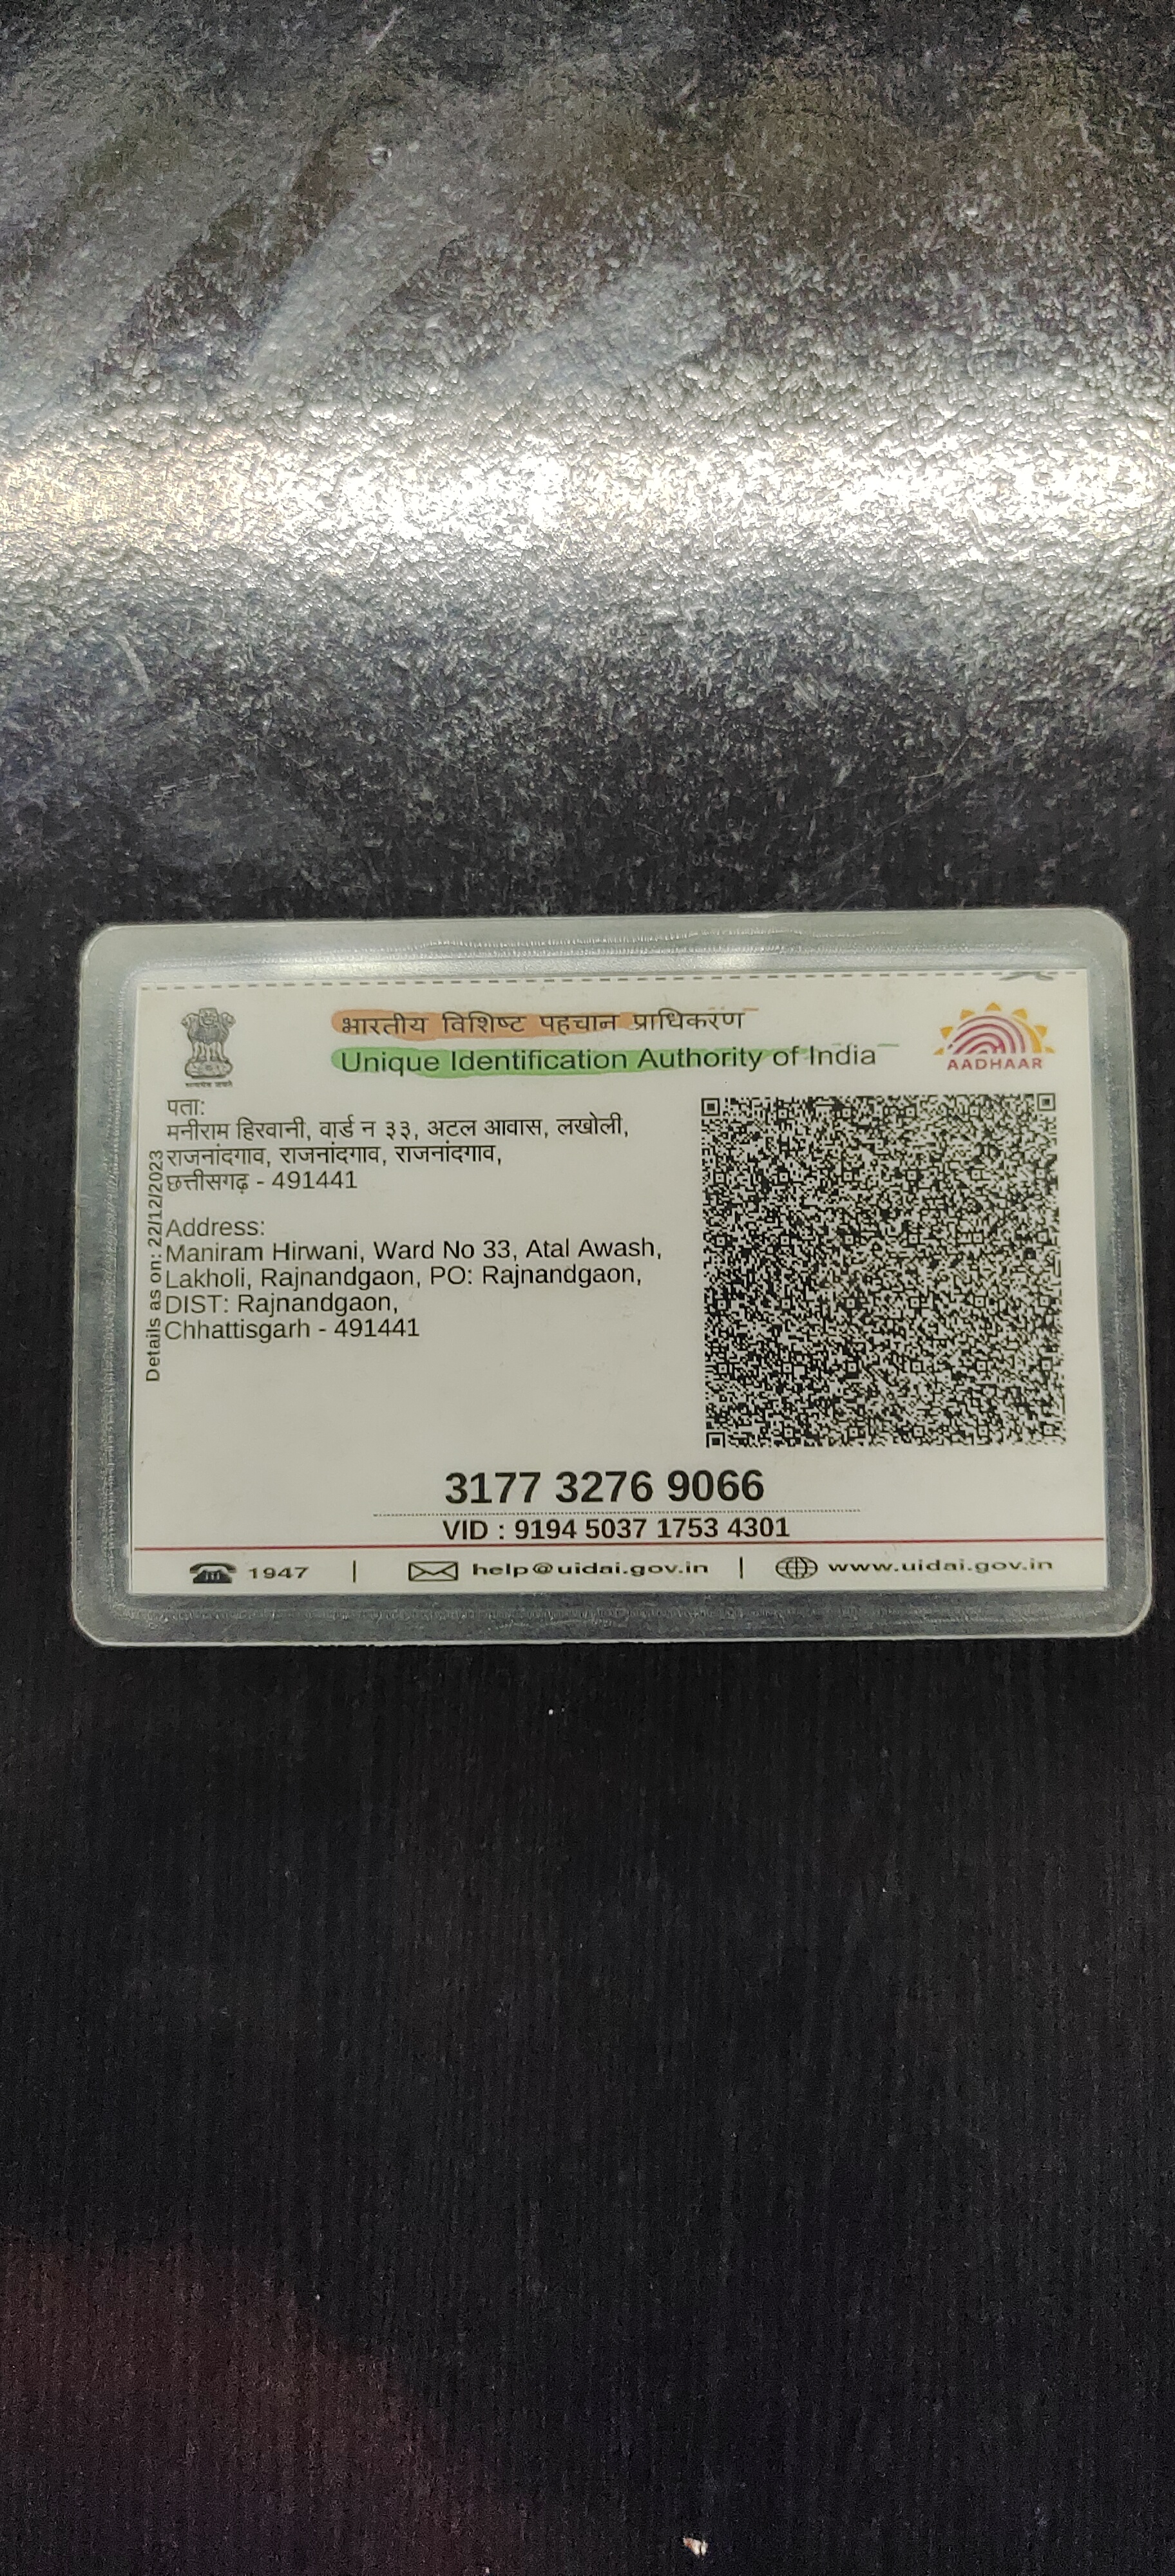 भारतीय विशिष्ट पहचान प्राधिकरण
Unique Identification Authority of India
AADHAAR
पता:
मनीराम हिरवानी, वार्ड न ३३, अटल आवास, लखोली,
राजनांदगाव, राजनांदगाव, राजनांदगाव,
छत्तीसगढ़ - 491441
Address:
Maniram Hirwani, Ward No 33, Atal Awash,
Lakholi, Rajnandgaon, PO: Rajnandgaon,
DIST: Rajnandgaon,
Chhattisgarh - 491441
Details as on: 22/12/2023
3177 3276 9066
VID : 9194 5037 1753 4301
1947 | help@uidai.gov.in | www.uidai.gov.in